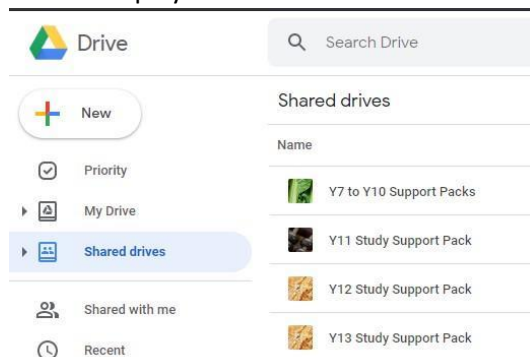 Drive
Search Drive
New
Shared drives
Name
Priority
Y7 to Y10 Support Packs
My Drive
Y11 Study Support Pack
Shared drives
Y12 Study Support Pack
Shared with me
Y13 Study Support Pack
Recent